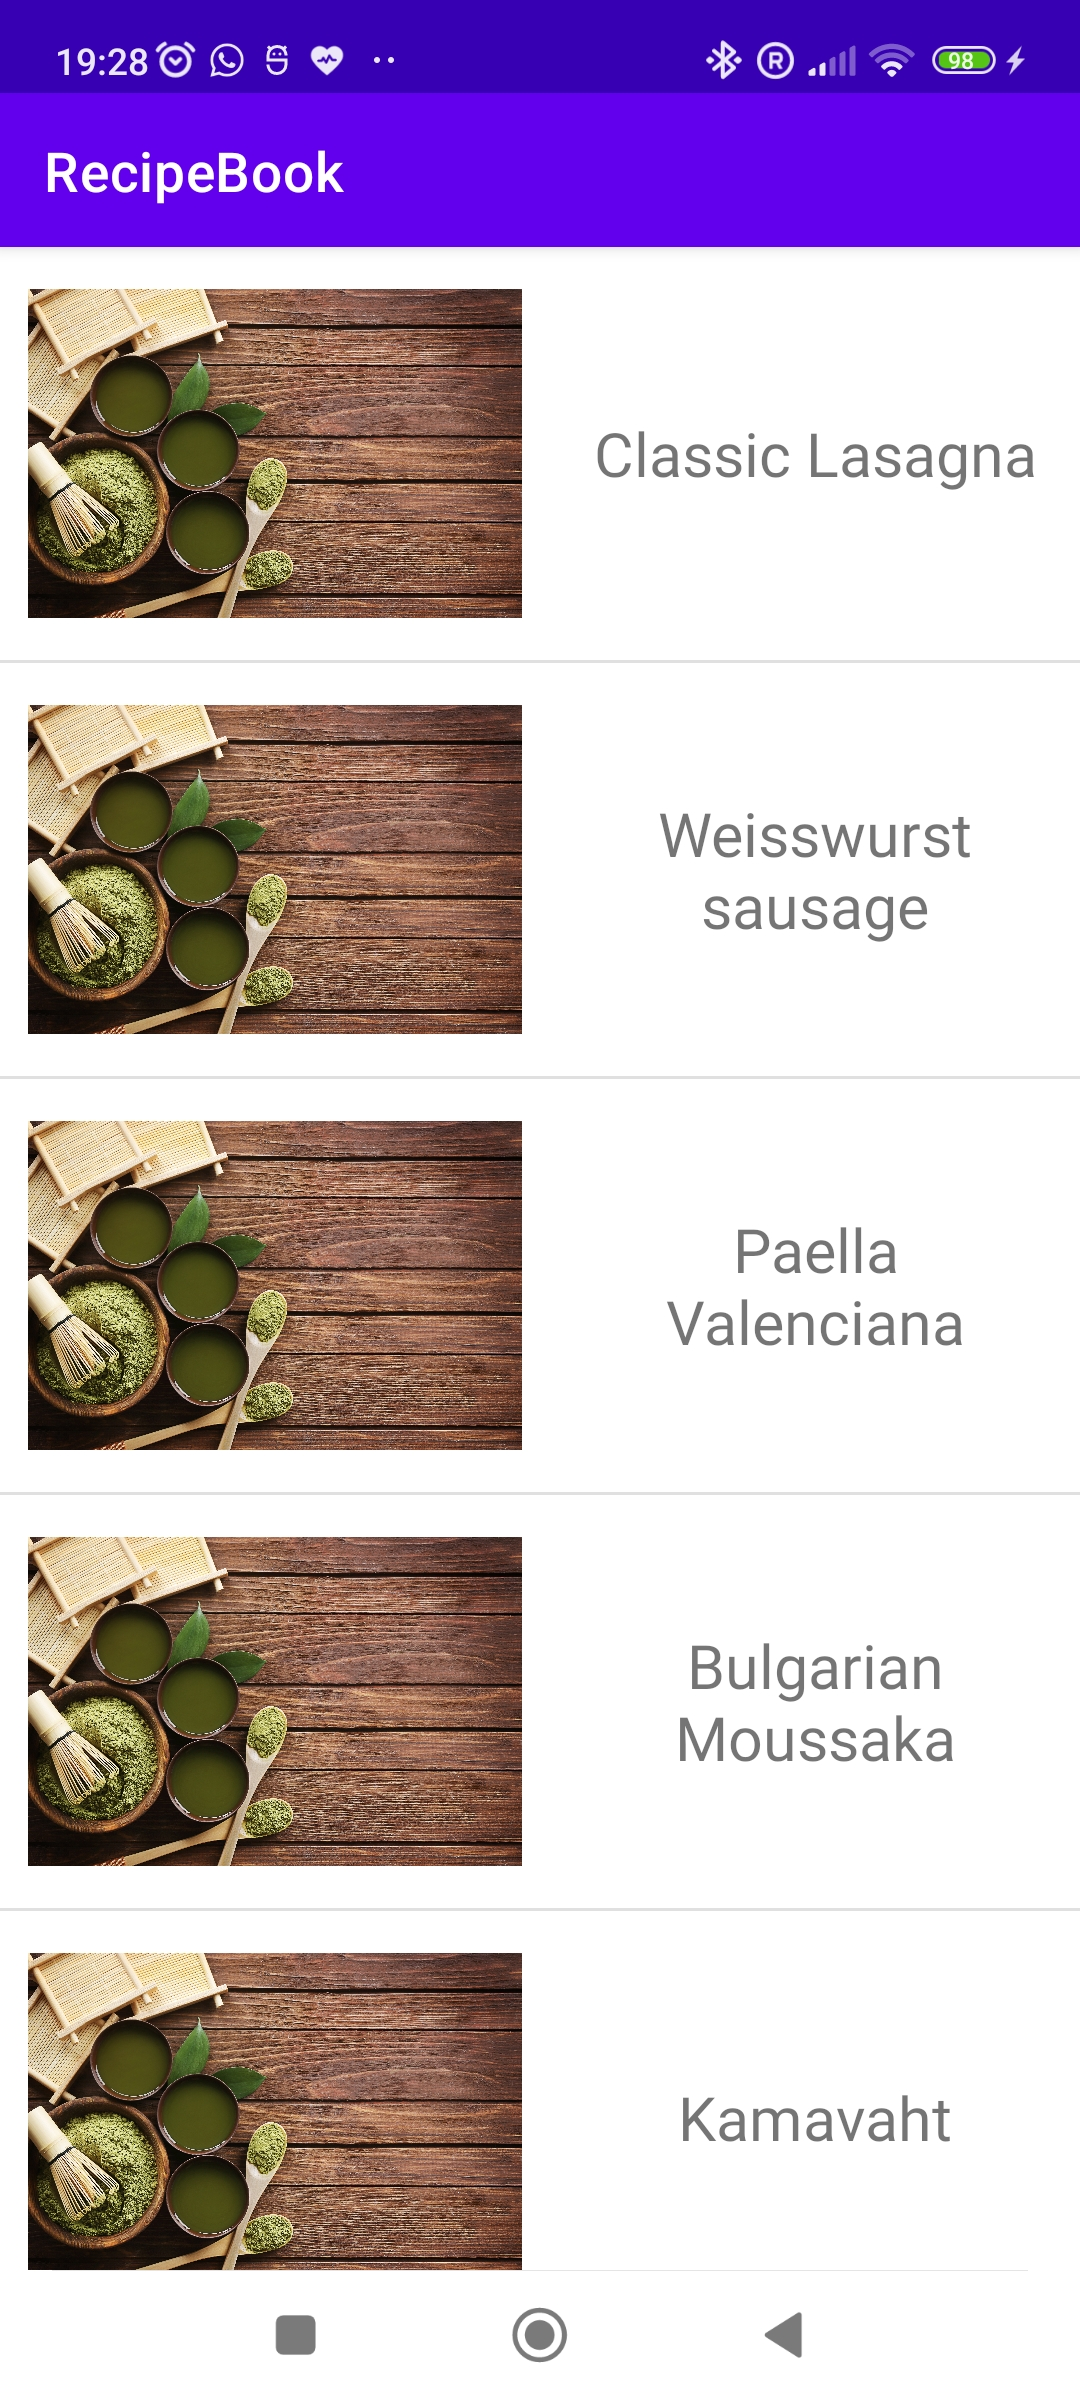 19:28
98
RecipeBook
Classic Lasagna
Weisswurst
sausage
Paella
Valenciana
Bulgarian
Moussaka
Kamavaht